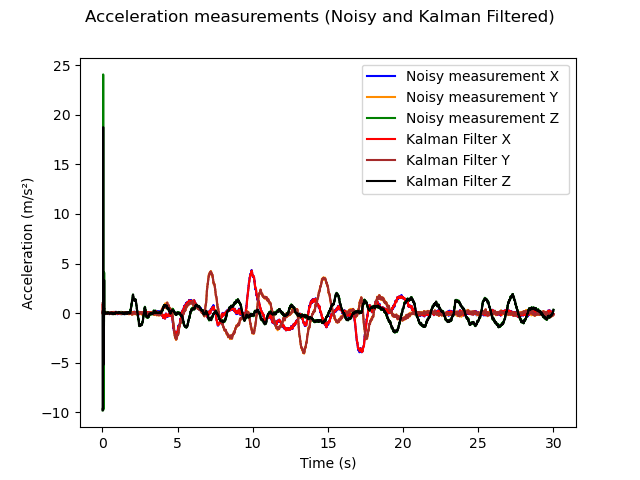 Acceleration measurements (Noisy and Kalman Filtered)
25
20
15
10
5
0
−5
−10
Acceleration (m/s²)
Noisy measurement X
Noisy measurement Y
Noisy measurement Z
Kalman Filter X
Kalman Filter Y
Kalman Filter Z
0 5 10 15 20 25 30
Time (s)